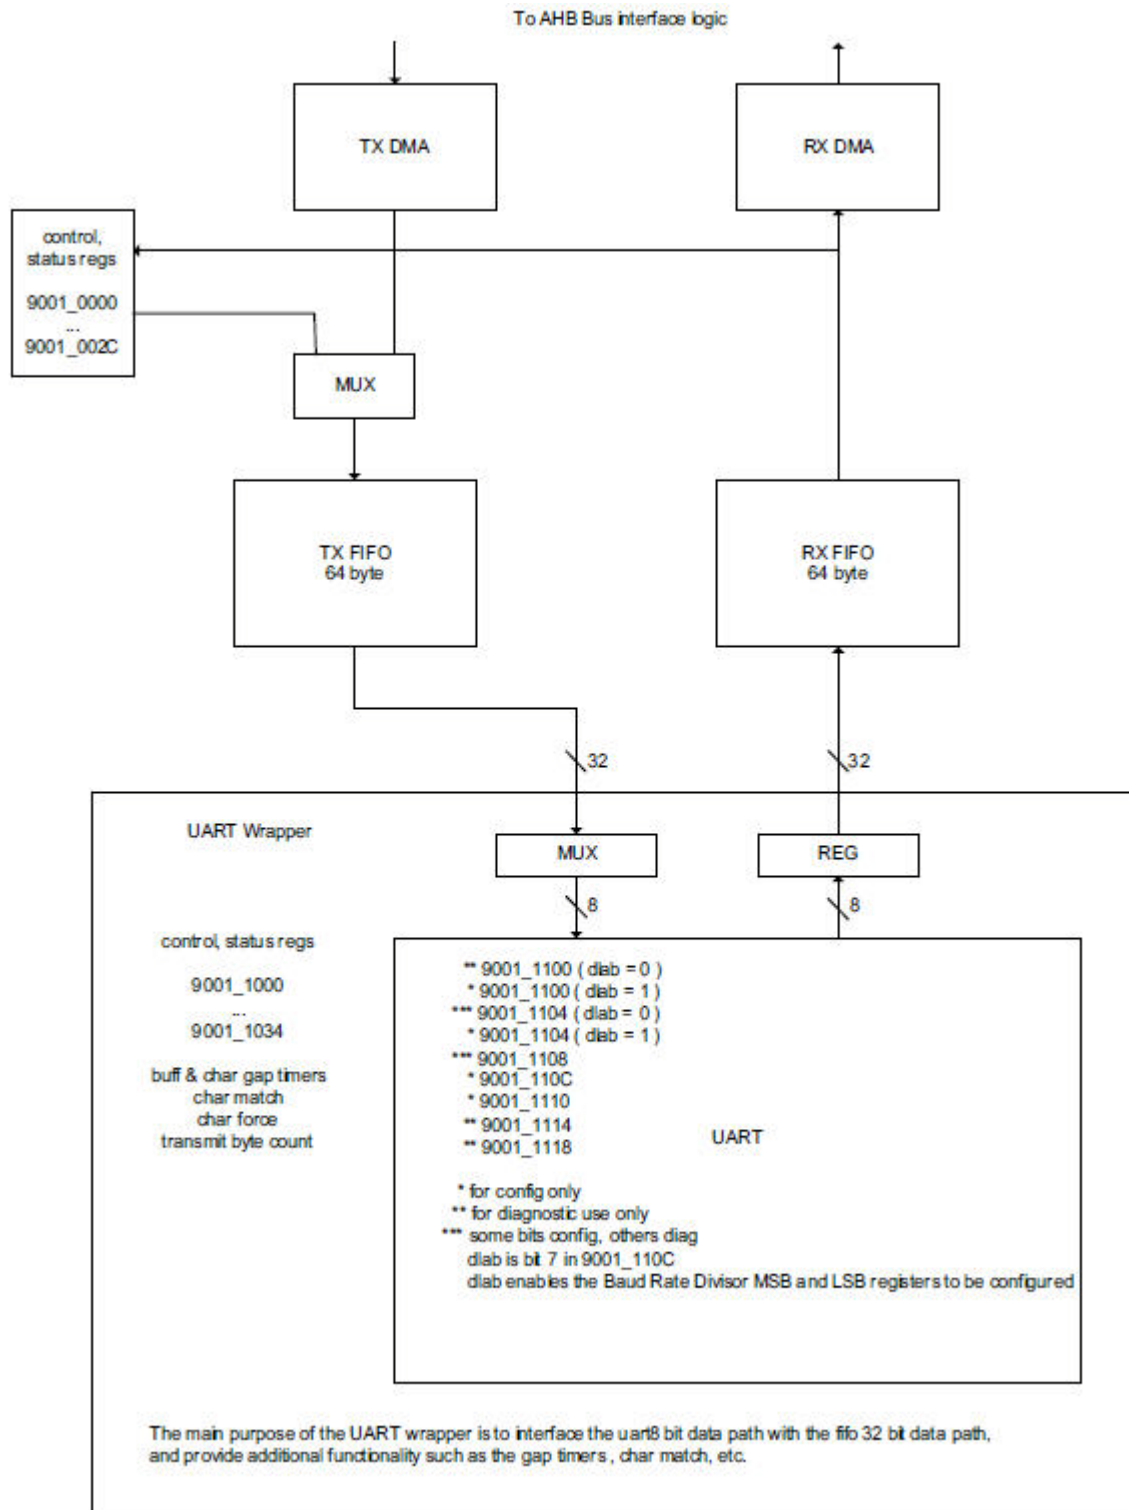 To AHB Bus interface logic
TX DMA
RX DMA
control,
status regs
9001_0000
...
9001_002C
MUX
TX FIFO
64 byte
RX FIFO
64 byte
32
32
UART Wrapper
MUX
REG
8
8
control, status regs
9001_1000
...
9001_1034
buff & char gap timers
char match
char force
transmit byte count
** 9001_1100 ( dlab = 0 )
* 9001_1100 ( dlab = 1 )
*** 9001_1104 ( dlab = 0 )
* 9001_1104 ( dlab = 1 )
*** 9001_1108
* 9001_110C
* 9001_1110
** 9001_1114
** 9001_1118
UART
* for config only
** for diagnostic use only
*** some bits config, others diag
dlab is bit 7 in 9001_110C
dlab enables the Baud Rate Divisor MSB and LSB registers to be configured
The main purpose of the UART wrapper is to interface the uart8 bit data path with the fifo 32 bit data path,
and provide additional functionality such as the gap timers , char match, etc.